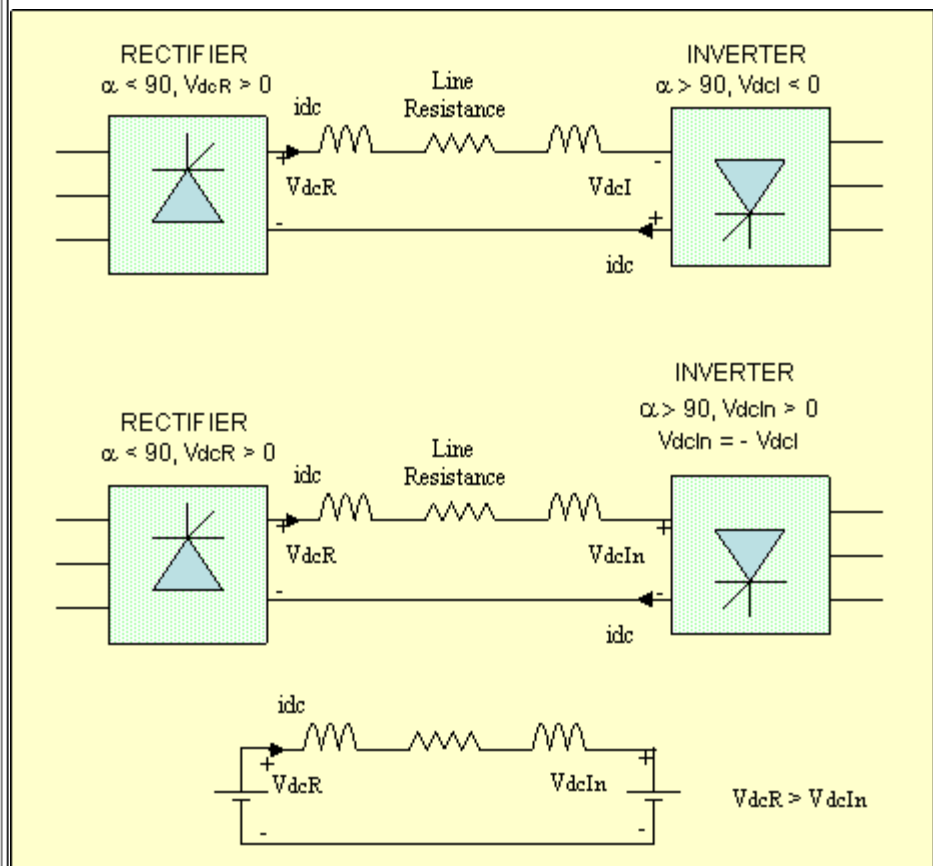 RECTIFIER
α < 90, VdcR > 0
INVERTER
α > 90, VdcI < 0
idc
Line
Resistance
+
VdcR
-
-
VdcI
+
idc
RECTIFIER
α < 90, VdcR > 0
INVERTER
α > 90, VdcIn > 0
VdcIn = - VdcI
idc
Line
Resistance
+
VdcR
-
+
VdcIn
-
idc
idc
+
VdcR
-
+
VdcIn
-
VdcR > VdcIn